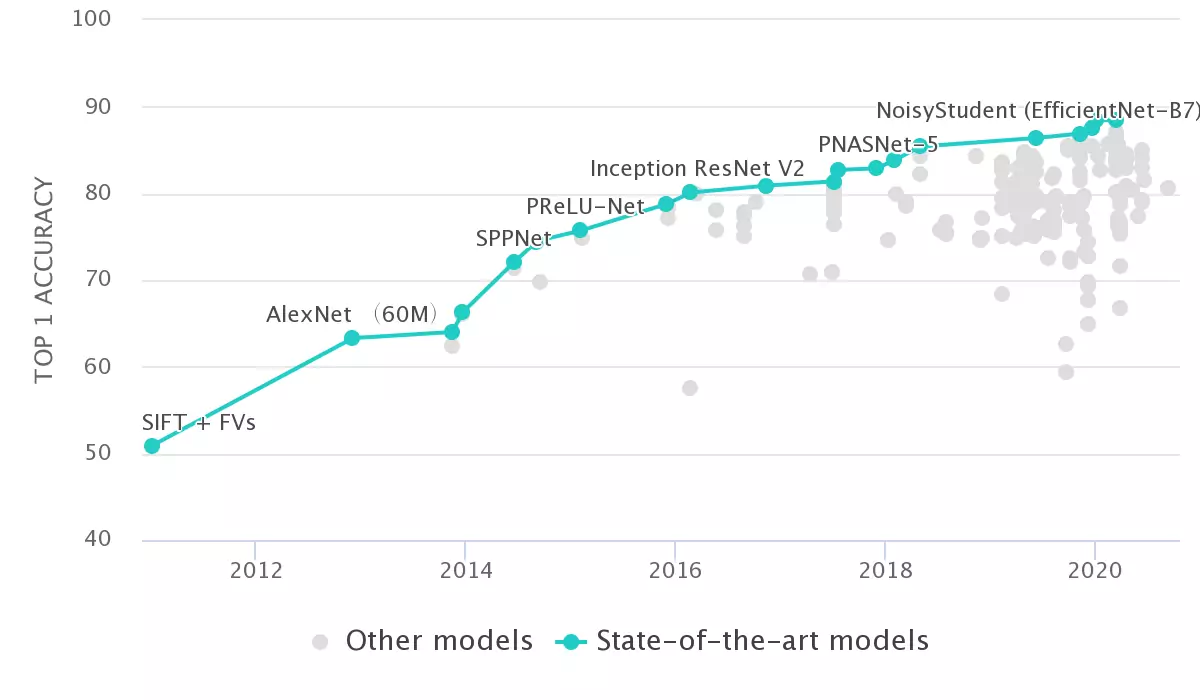 100
90
80
70
60
50
40
TOP 1 ACCURACY
NoisyStudent (EfficientNet-B7)
PNASNet-5
Inception ResNet V2
PReLU-Net
SPPNet
AlexNet （60M）
SIFT + FVs
2012
2014
2016
2018
2020
Other models
State-of-the-art models